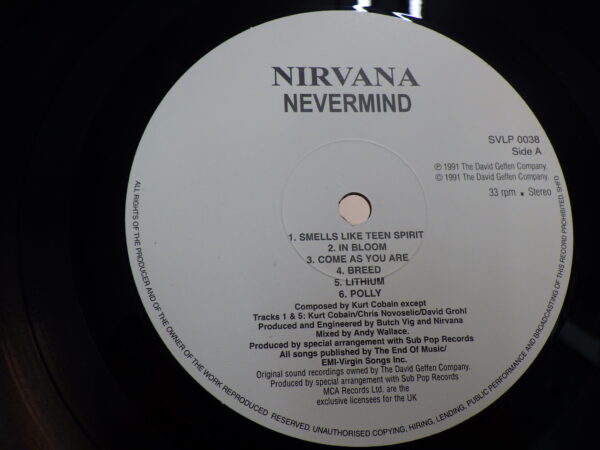 NIRVANA
NEVERMIND
SVLP 0038
Side A
℗ 1991 The David Geffen Company.
© 1991 The David Geffen Company.
33 rpm ★ Stereo
1. SMELLS LIKE TEEN SPIRIT
2. IN BLOOM
3. COME AS YOU ARE
4. BREED
5. LITHIUM
6. POLLY
Composed by Kurt Cobain except
Tracks 1 & 5: Kurt Cobain/Chris Novoselic/David Grohl
Produced and Engineered by Butch Vig and Nirvana
Mixed by Andy Wallace.
Produced by special arrangement with Sub Pop Records
All songs published by The End Of Music/
EMI-Virgin Songs Inc.
Original sound recordings owned by The David Geffen Company.
Produced by special arrangement with Sub Pop Records
MCA Records Ltd. are the
exclusive licensees for the UK
ALL RIGHTS OF THE PRODUCER AND OF THE OWNER OF THE WORK REPRODUCED RESERVED. UNAUTHORISED COPYING, HIRING, LENDING, PUBLIC PERFORMANCE AND BROADCASTING OF THIS RECORD PROHIBITED.